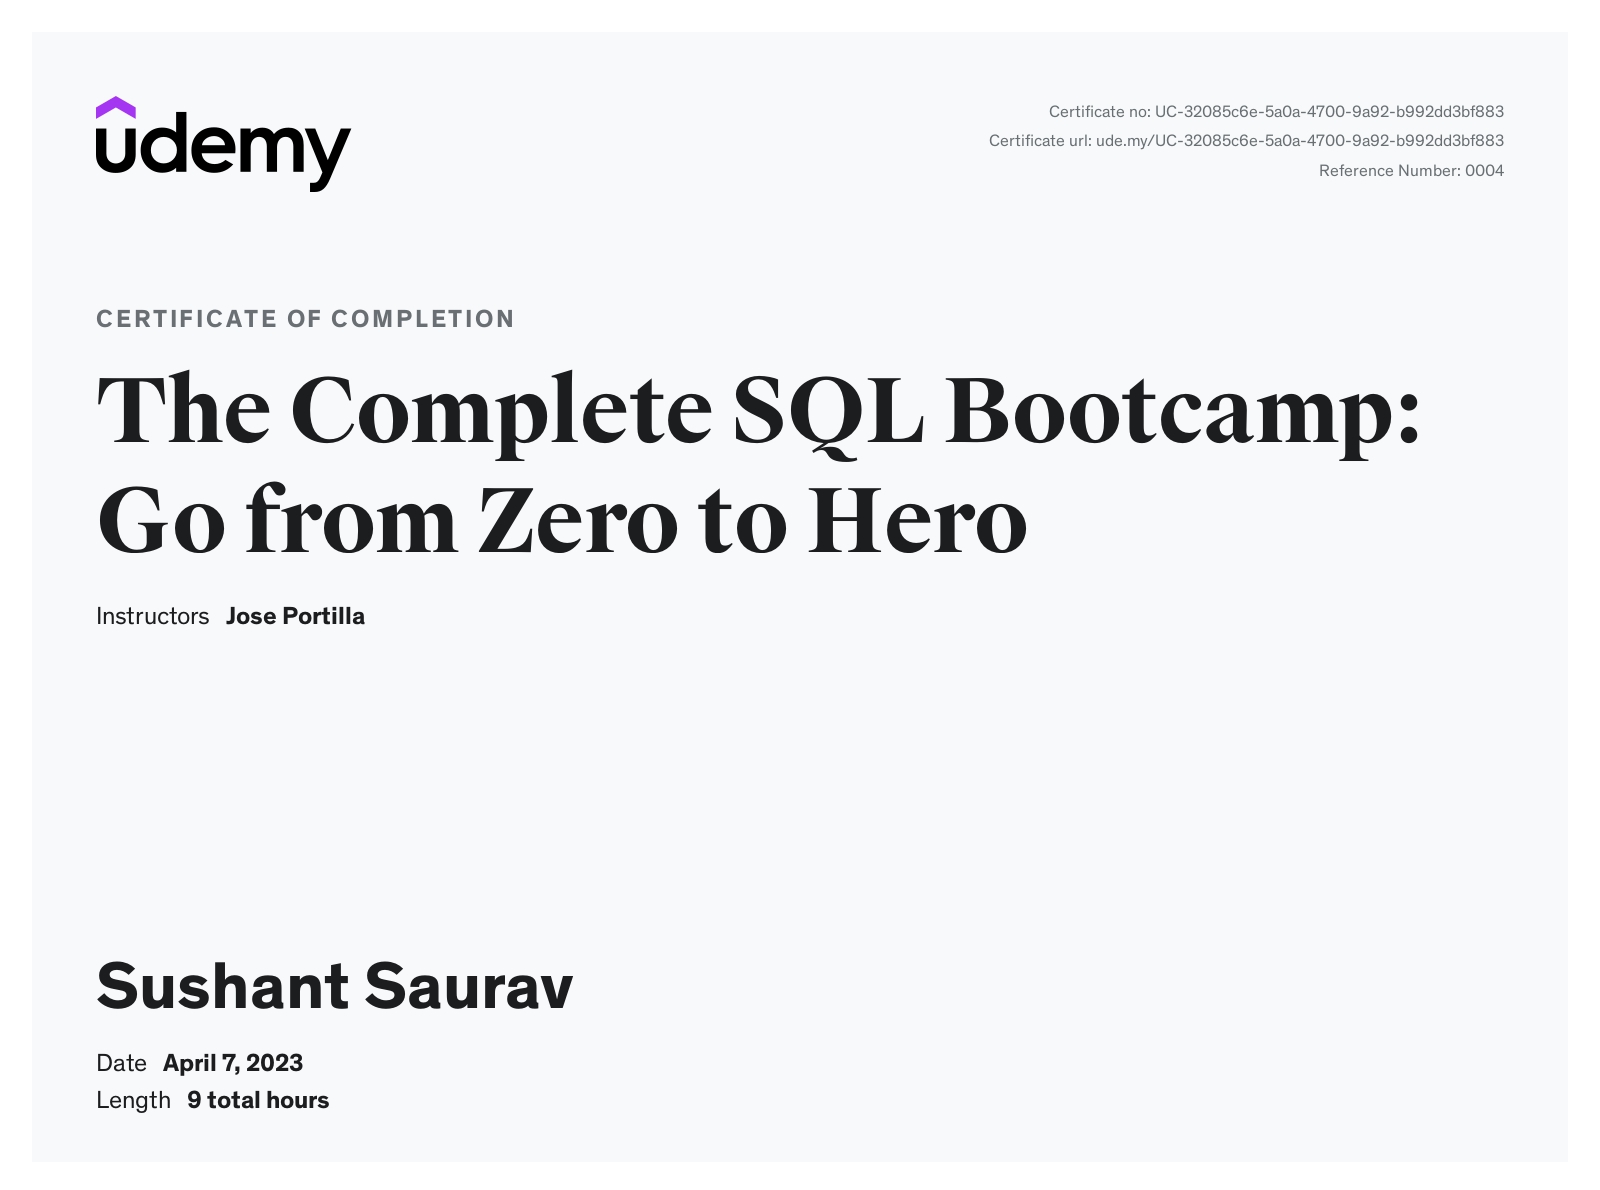 udemy
Certificate no: UC-32085c6e-5a0a-4700-9a92-b992dd3bf883
Certificate url: ude.my/UC-32085c6e-5a0a-4700-9a92-b992dd3bf883
Reference Number: 0004
CERTIFICATE OF COMPLETION
The Complete SQL Bootcamp:
Go from Zero to Hero
Instructors Jose Portilla
Sushant Saurav
Date April 7, 2023
Length 9 total hours